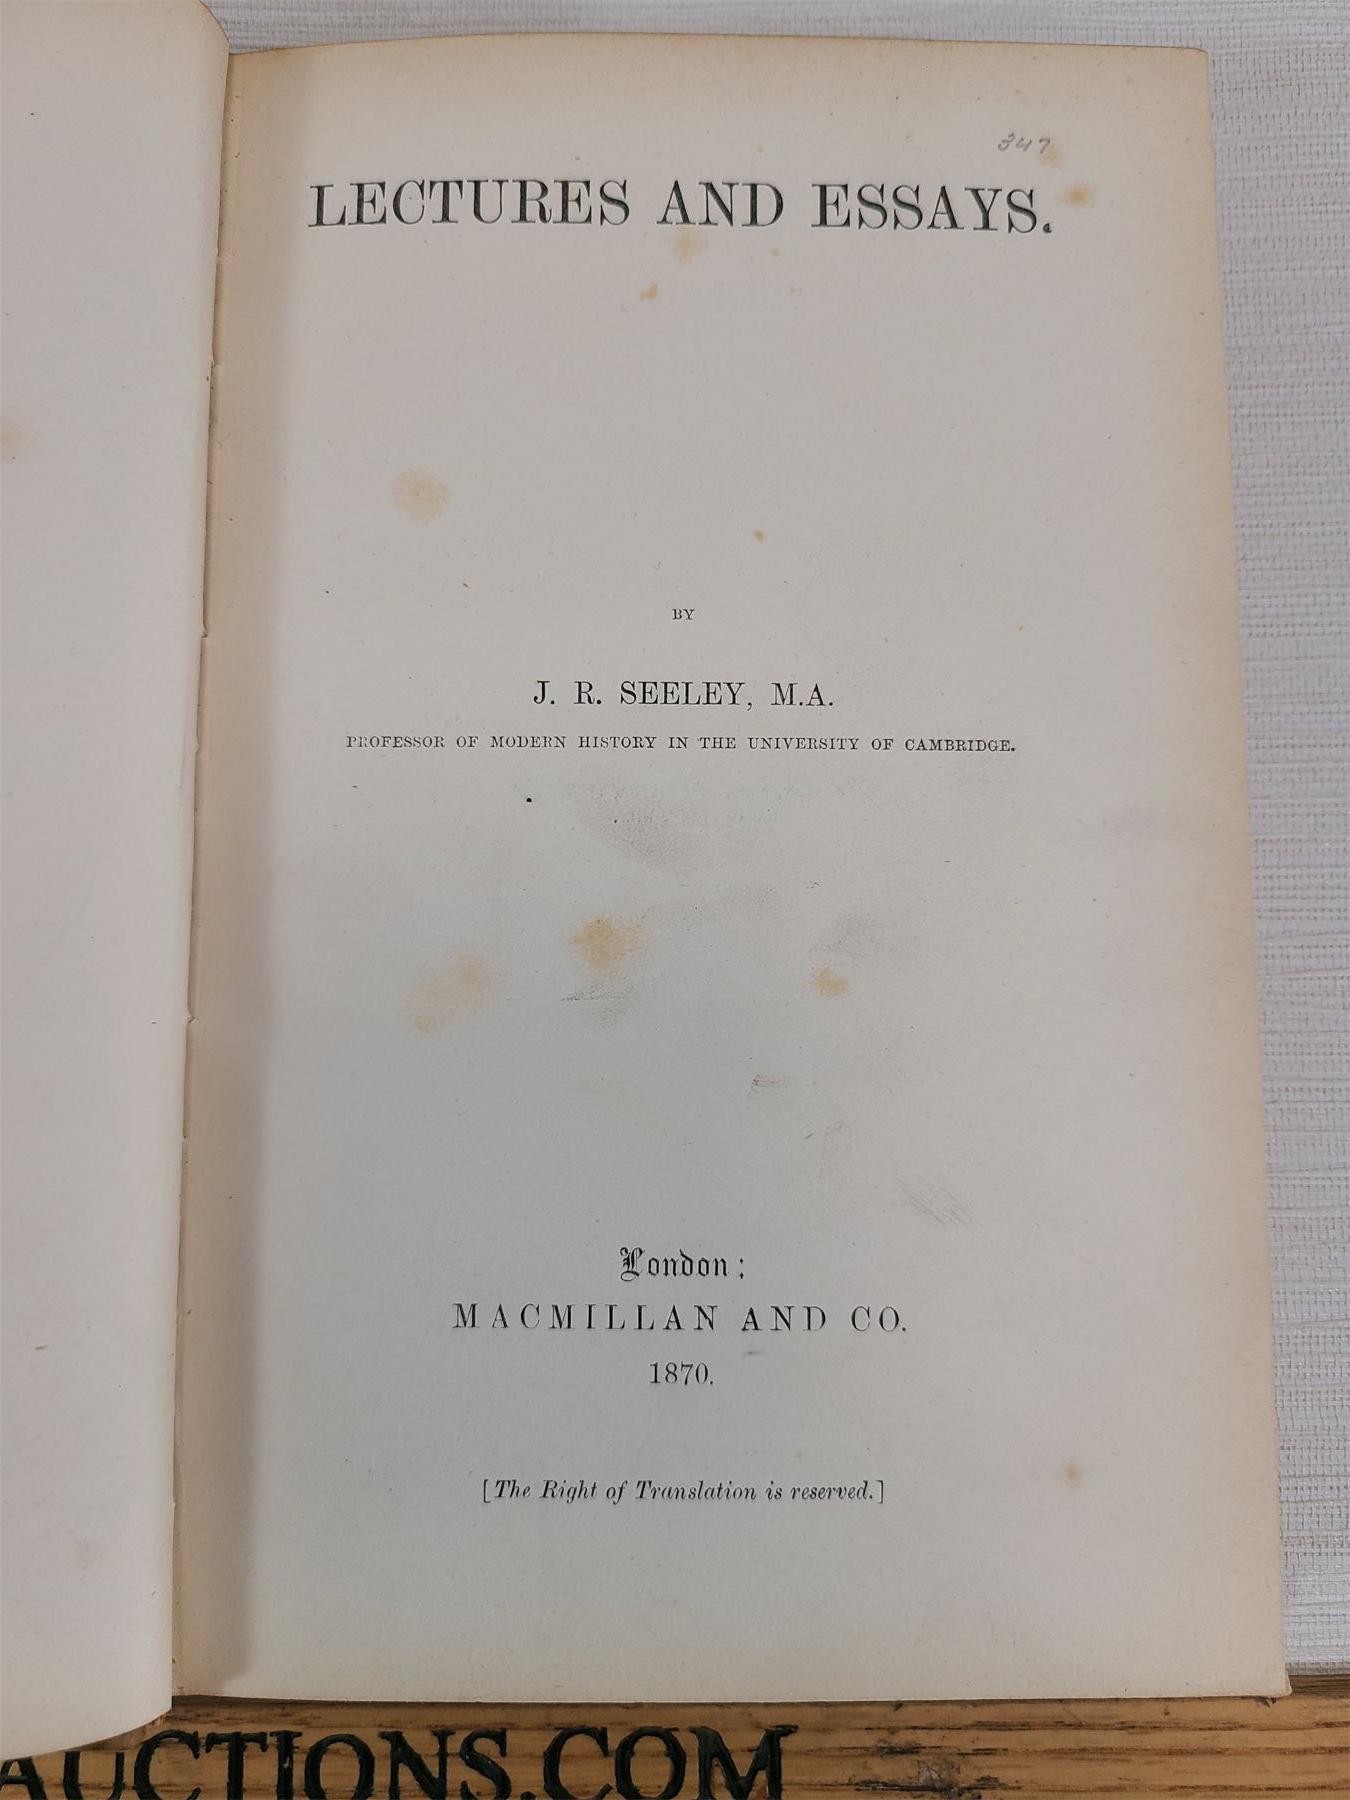 347
LECTURES AND ESSAYS.
BY
J. R. SEELEY, M.A.
PROFESSOR OF MODERN HISTORY IN THE UNIVERSITY OF CAMBRIDGE.
London:
MACMILLAN AND CO.
1870.
[The Right of Translation is reserved.]
AUCTIONS.COM